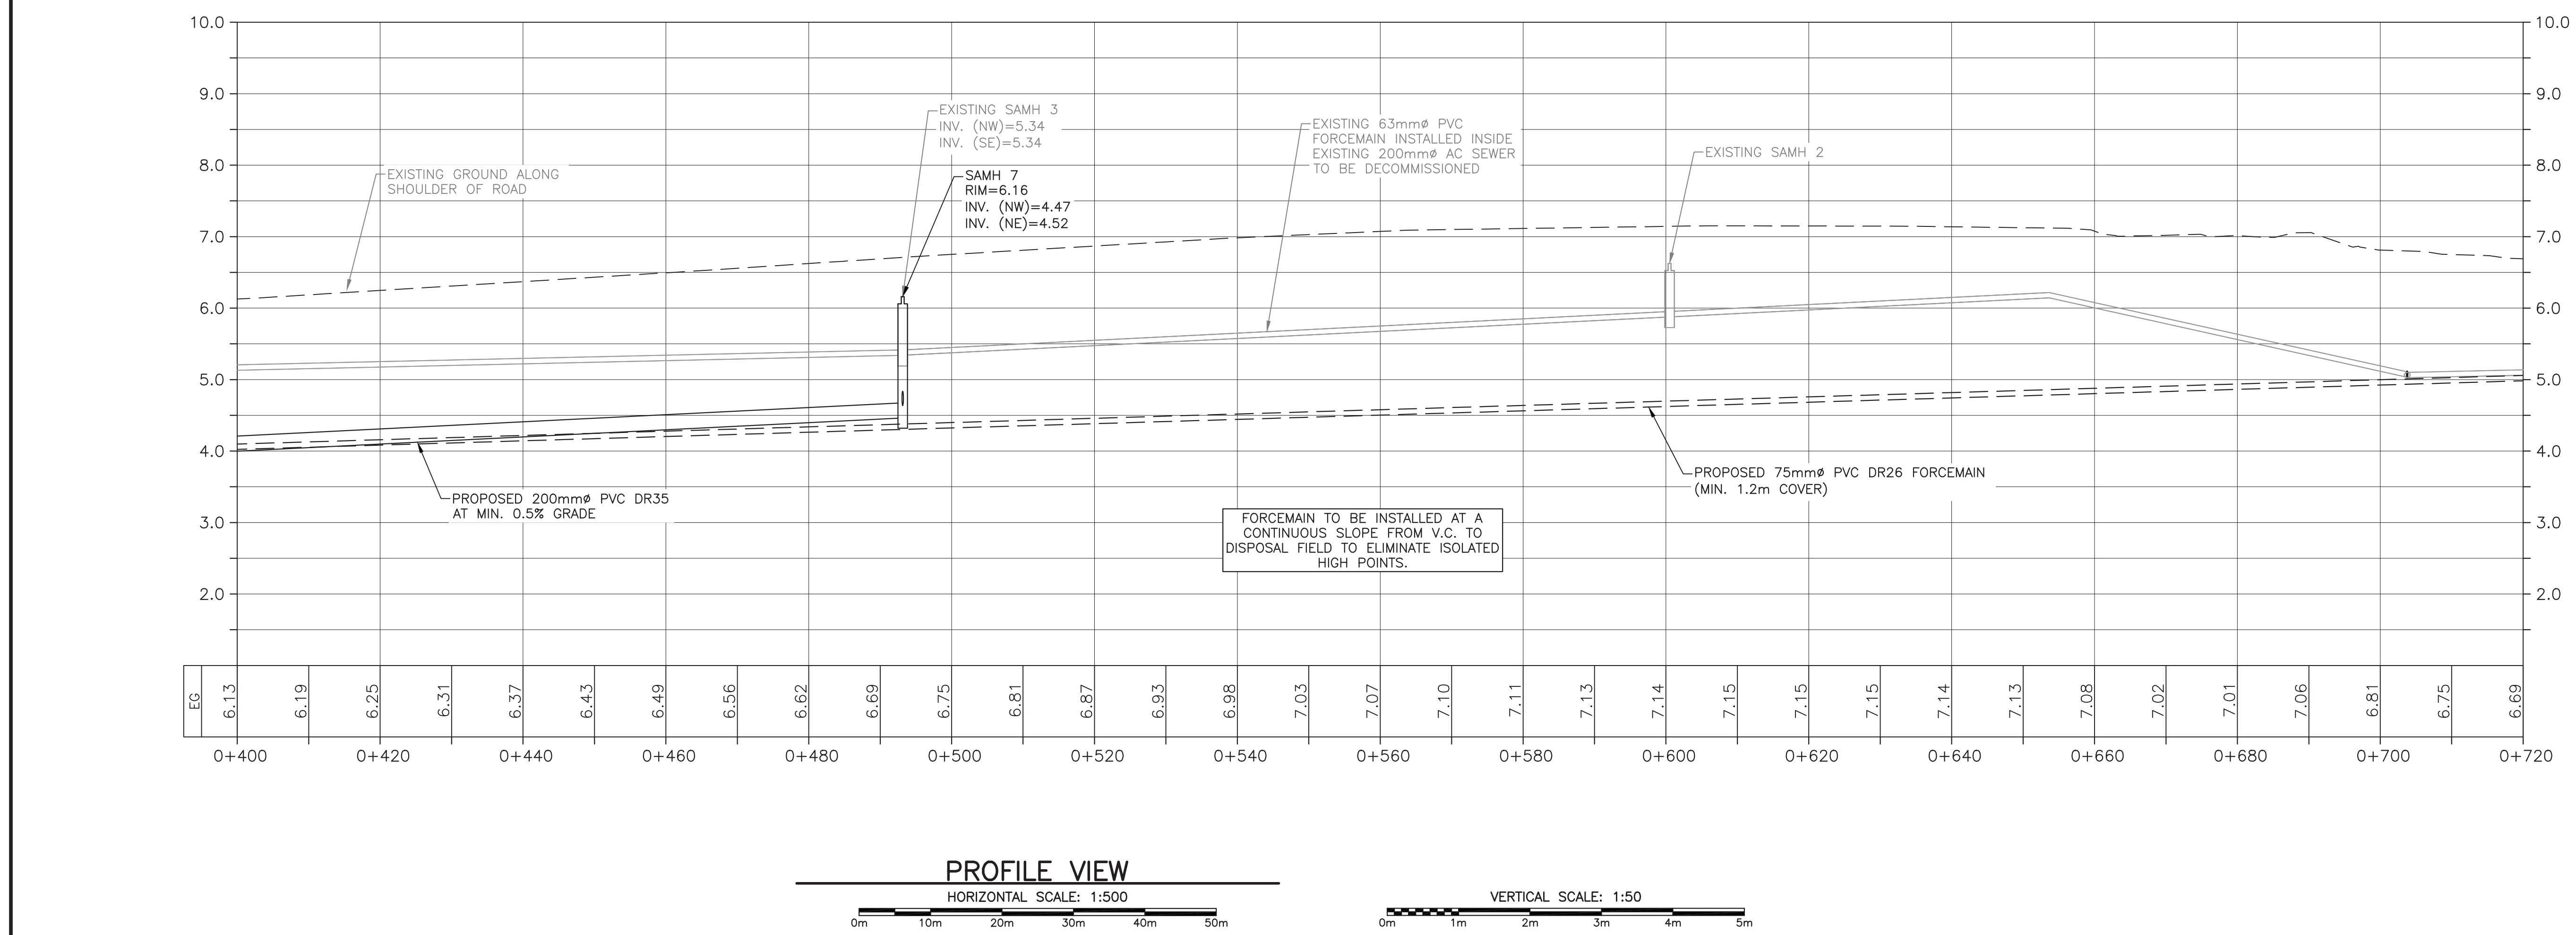 10.0
10.0
9.0
9.0
8.0
8.0
7.0
7.0
6.0
6.0
5.0
5.0
4.0
4.0
3.0
3.0
2.0
2.0
EXISTING GROUND ALONG
SHOULDER OF ROAD
EXISTING SAMH 3
INV. (NW)=5.34
INV. (SE)=5.34
SAMH 7
RIM=6.16
INV. (NW)=4.47
INV. (NE)=4.52
EXISTING 63mmø PVC
FORCEMAIN INSTALLED INSIDE
EXISTING 200mmø AC SEWER
TO BE DECOMMISSIONED
EXISTING SAMH 2
PROPOSED 200mmø PVC DR35
AT MIN. 0.5% GRADE
PROPOSED 75mmø PVC DR26 FORCEMAIN
(MIN. 1.2m COVER)
FORCEMAIN TO BE INSTALLED AT A
CONTINUOUS SLOPE FROM V.C. TO
DISPOSAL FIELD TO ELIMINATE ISOLATED
HIGH POINTS.
EG
6.13
6.19
6.25
6.31
6.37
6.43
6.49
6.56
6.62
6.69
6.75
6.81
6.87
6.93
6.98
7.03
7.07
7.10
7.11
7.13
7.14
7.15
7.15
7.15
7.14
7.13
7.08
7.02
7.01
7.06
6.81
6.75
6.69
0+400
0+420
0+440
0+460
0+480
0+500
0+520
0+540
0+560
0+580
0+600
0+620
0+640
0+660
0+680
0+700
0+720
PROFILE VIEW
HORIZONTAL SCALE: 1:500
0m 10m 20m 30m 40m 50m
VERTICAL SCALE: 1:50
0m 1m 2m 3m 4m 5m